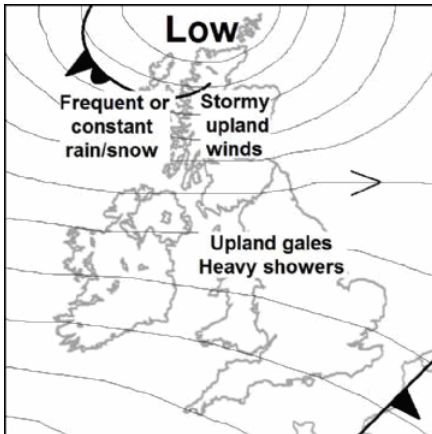 Low
Frequent or
constant
rain/snow
Stormy
upland
winds
Upland gales
Heavy showers